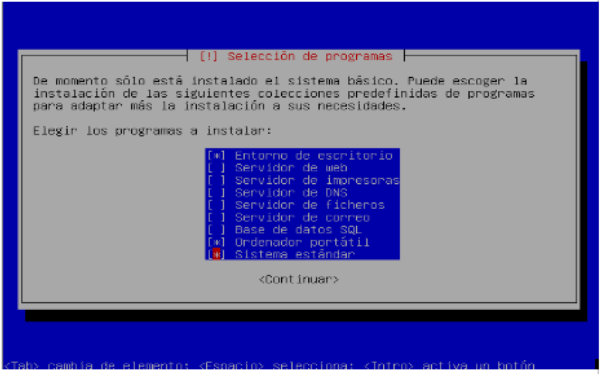 [!] Selección de programas
De momento sólo está instalado el sistema básico. Puede escoger la
instalación de las siguientes colecciones predefinidas de programas
para adaptar más la instalación a sus necesidades.
Elegir los programas a instalar:
[*] Entorno de escritorio
[ ] Servidor de web
[ ] Servidor de impresoras
[ ] Servidor de DNS
[ ] Servidor de ficheros
[ ] Servidor de correo
[ ] Base de datos SQL
[*] Ordenador portátil
[*] Sistema estándar
<Continuar>
<Tab> cambia de elemento; <Espacio> selecciona; <Intro> activa un botón